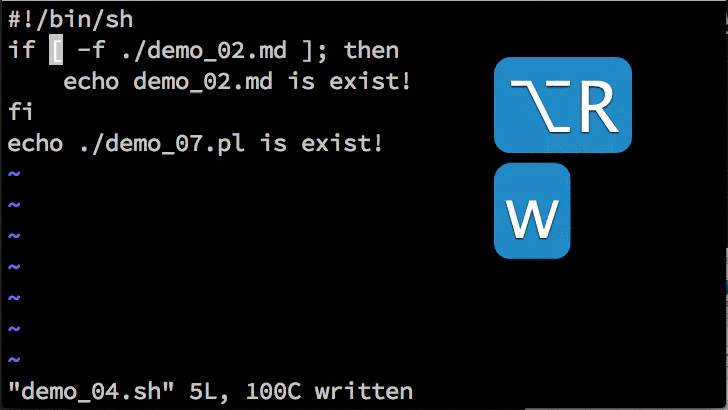 #!/bin/sh
if [ -f ./demo_02.md ]; then
    echo demo_02.md is exist!
fi
echo ./demo_07.pl is exist!
~
~
~
~
~
~
~
"demo_04.sh" 5L, 100C written
⌥R
w